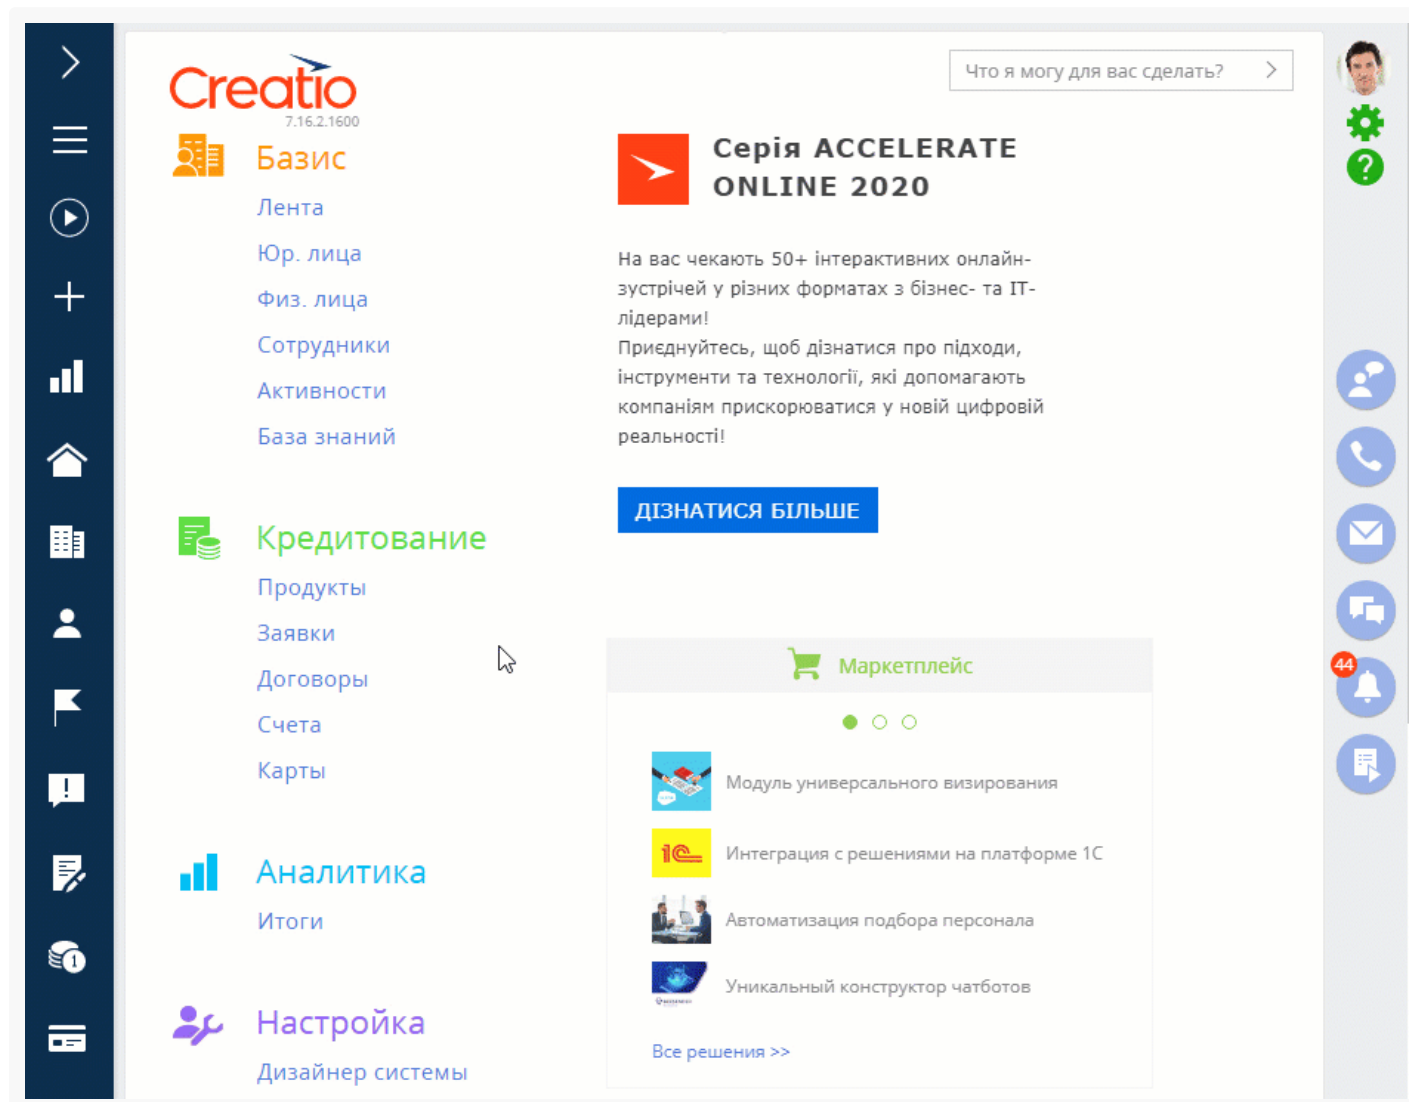 Creatio
7.16.2.1600
Что я могу для вас сделать?
Базис
Лента
Юр. лица
Физ. лица
Сотрудники
Активности
База знаний
Кредитование
Продукты
Заявки
Договоры
Счета
Карты
Аналитика
Итоги
Настройка
Дизайнер системы
Серія ACCELERATE
ONLINE 2020
На вас чекають 50+ інтерактивних онлайн-
зустрічей у різних форматах з бізнес- та ІТ-
лідерами!
Приєднуйтесь, щоб дізнатися про підходи,
інструменти та технології, які допомагають
компаніям прискорюватися у новій цифровій
реальності!
ДІЗНАТИСЯ БІЛЬШЕ
Маркетплейс
Модуль универсального визирования
1С
Интеграция с решениями на платформе 1С
Автоматизация подбора персонала
Уникальный конструктор чатботов
Все решения >>
44
1